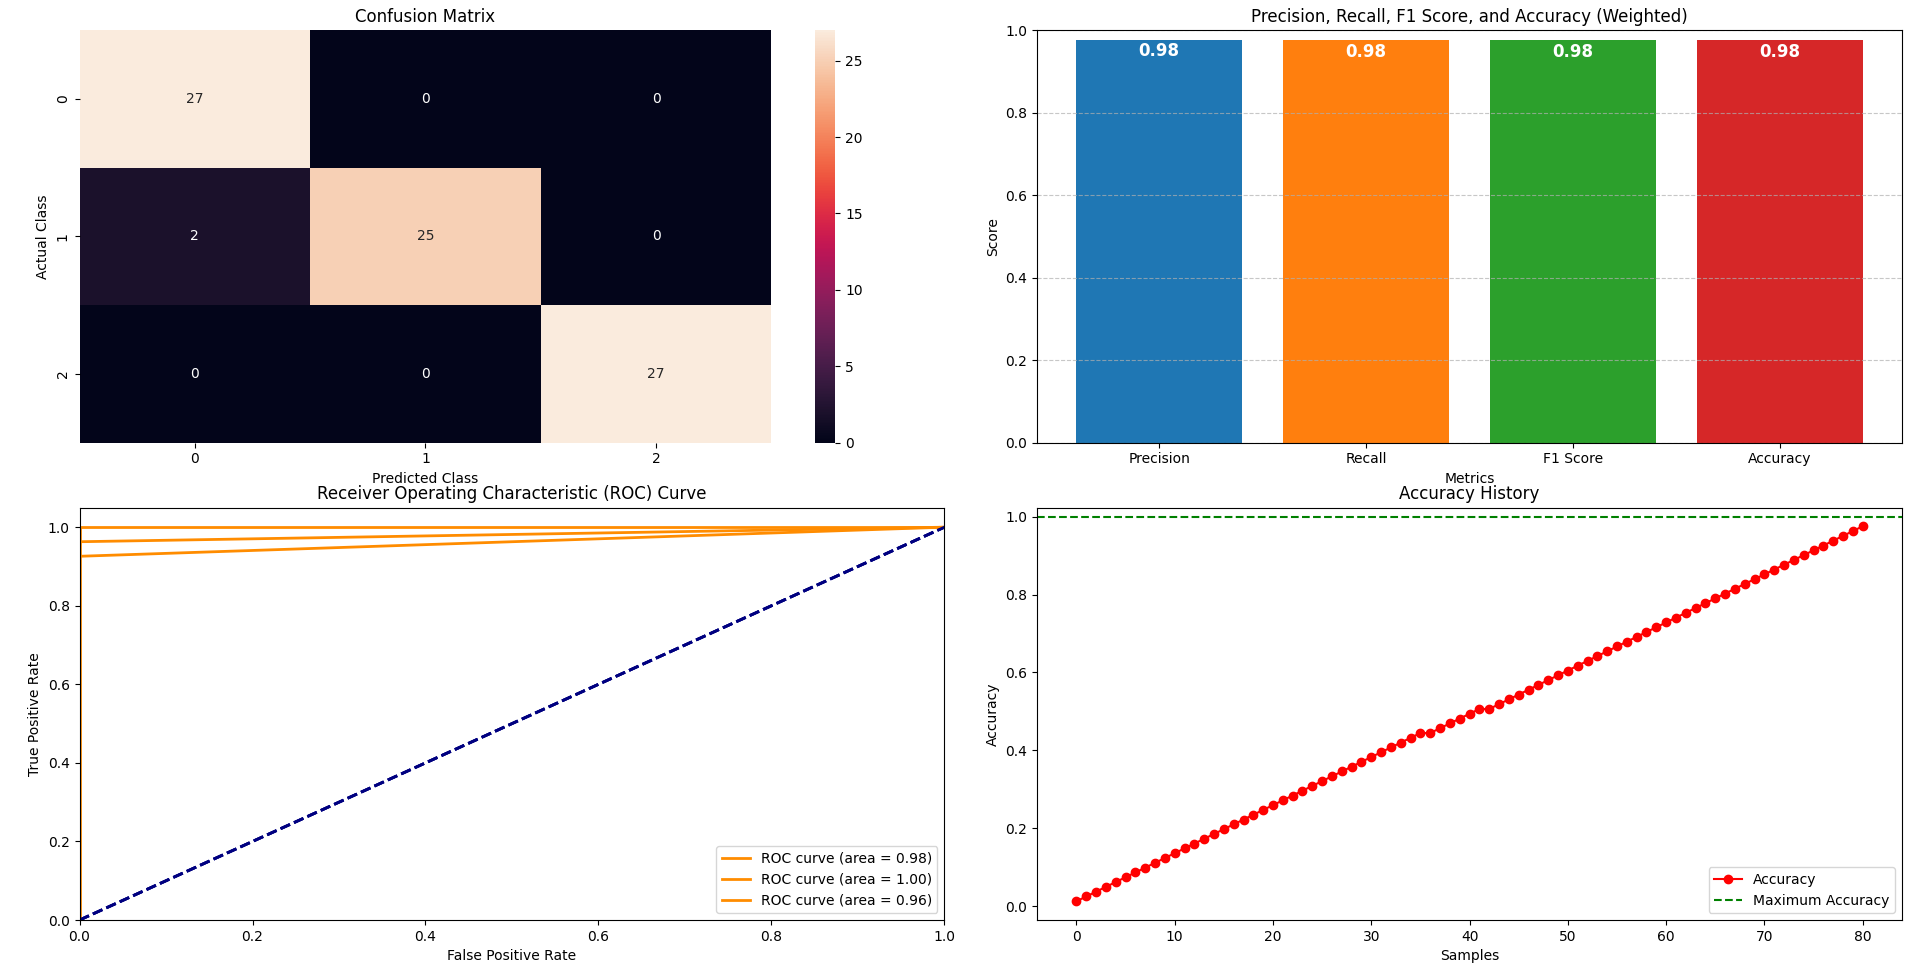 Confusion Matrix
27 0 0
2 25 0
0 0 27
0
1
2
Actual Class
0 1 2
Predicted Class
25
20
15
10
5
0
Precision, Recall, F1 Score, and Accuracy (Weighted)
1.0
0.8
0.6
0.4
0.2
0.0
Score
0.98 0.98 0.98 0.98
Precision Recall F1 Score Accuracy
Metrics
Receiver Operating Characteristic (ROC) Curve
1.0
0.8
0.6
0.4
0.2
0.0
True Positive Rate
ROC curve (area = 0.98)
ROC curve (area = 1.00)
ROC curve (area = 0.96)
0.0 0.2 0.4 0.6 0.8 1.0
False Positive Rate
Accuracy History
1.0
0.8
0.6
0.4
0.2
0.0
Accuracy
Accuracy
Maximum Accuracy
0 10 20 30 40 50 60 70 80
Samples